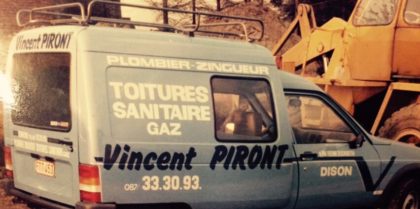 Vincent PIRONT
PLOMBIER-ZINGUEUR
TOITURES
SANITAIRE
GAZ
Vincent PIRONT
DISON
087/ 33.30.93.